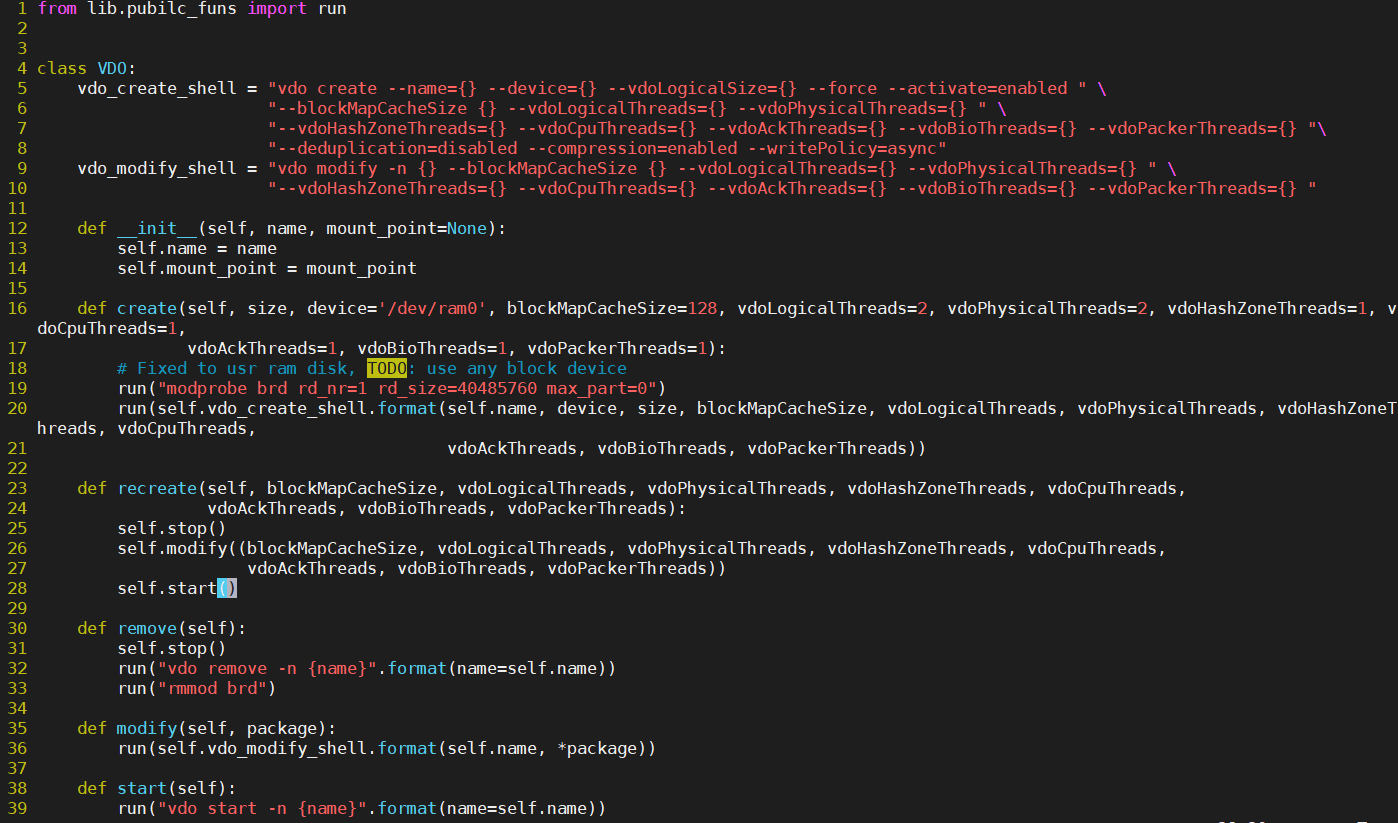 1 from lib.pubilc_funs import run
2
3
4 class VDO:
5     vdo_create_shell = "vdo create --name={} --device={} --vdoLogicalSize={} --force --activate=enabled " \
6                        "--blockMapCacheSize {} --vdoLogicalThreads={} --vdoPhysicalThreads={} " \
7                        "--vdoHashZoneThreads={} --vdoCpuThreads={} --vdoAckThreads={} --vdoBioThreads={} --vdoPackerThreads={} "\
8                        "--deduplication=disabled --compression=enabled --writePolicy=async"
9     vdo_modify_shell = "vdo modify -n {} --blockMapCacheSize {} --vdoLogicalThreads={} --vdoPhysicalThreads={} " \
10                        "--vdoHashZoneThreads={} --vdoCpuThreads={} --vdoAckThreads={} --vdoBioThreads={} --vdoPackerThreads={} "
11
12     def __init__(self, name, mount_point=None):
13         self.name = name
14         self.mount_point = mount_point
15
16     def create(self, size, device='/dev/ram0', blockMapCacheSize=128, vdoLogicalThreads=2, vdoPhysicalThreads=2, vdoHashZoneThreads=1, v
doCpuThreads=1,
17                vdoAckThreads=1, vdoBioThreads=1, vdoPackerThreads=1):
18         # Fixed to usr ram disk, TODO: use any block device
19         run("modprobe brd rd_nr=1 rd_size=40485760 max_part=0")
20         run(self.vdo_create_shell.format(self.name, device, size, blockMapCacheSize, vdoLogicalThreads, vdoPhysicalThreads, vdoHashZoneT
hreads, vdoCpuThreads,
21                                          vdoAckThreads, vdoBioThreads, vdoPackerThreads))
22
23     def recreate(self, blockMapCacheSize, vdoLogicalThreads, vdoPhysicalThreads, vdoHashZoneThreads, vdoCpuThreads,
24                  vdoAckThreads, vdoBioThreads, vdoPackerThreads):
25         self.stop()
26         self.modify((blockMapCacheSize, vdoLogicalThreads, vdoPhysicalThreads, vdoHashZoneThreads, vdoCpuThreads,
27                      vdoAckThreads, vdoBioThreads, vdoPackerThreads))
28         self.start()
29
30     def remove(self):
31         self.stop()
32         run("vdo remove -n {name}".format(name=self.name))
33         run("rmmod brd")
34
35     def modify(self, package):
36         run(self.vdo_modify_shell.format(self.name, *package))
37
38     def start(self):
39         run("vdo start -n {name}".format(name=self.name))